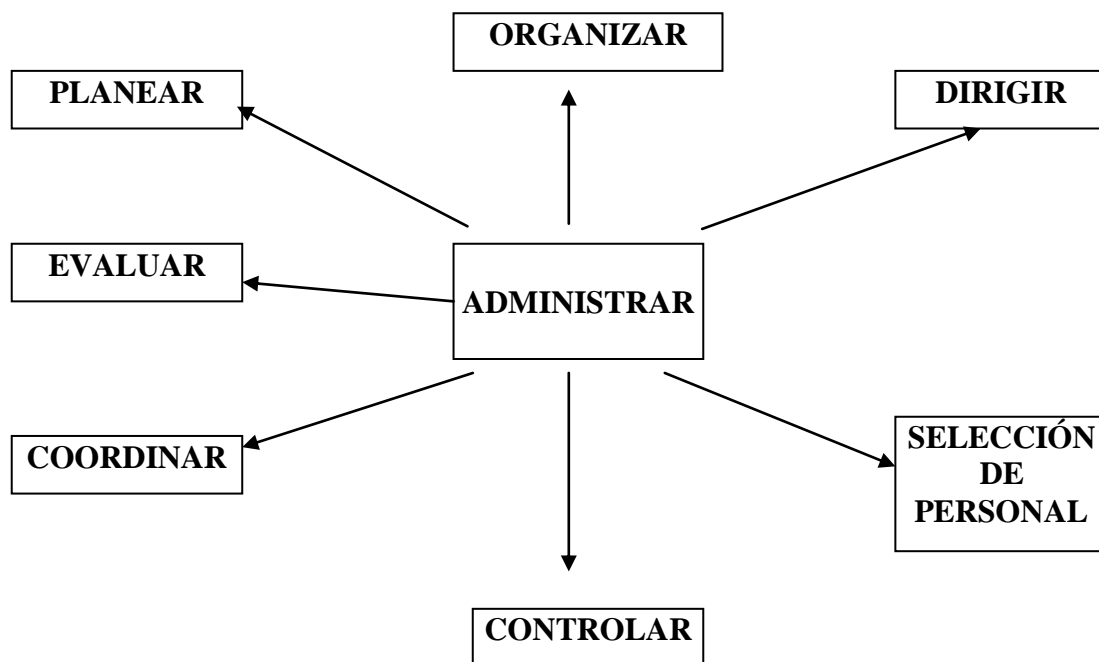 ORGANIZAR
PLANEAR
DIRIGIR
EVALUAR
ADMINISTRAR
COORDINAR
SELECCIÓN
DE
PERSONAL
CONTROLAR